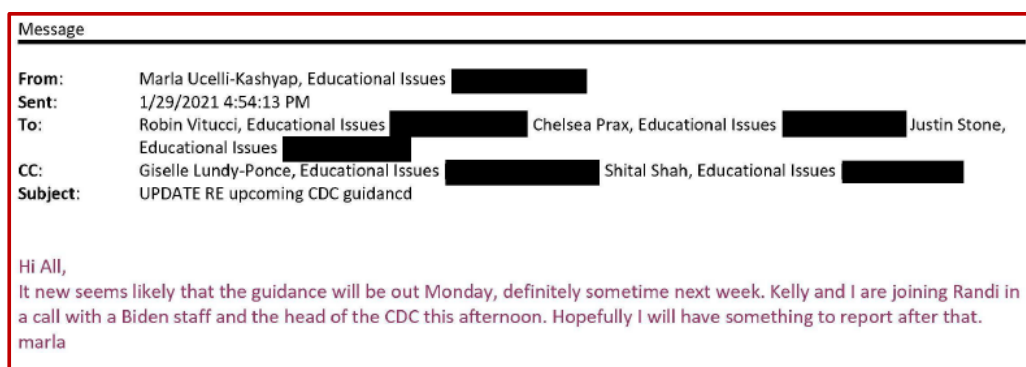 Message
From: Marla Ucelli-Kashyap, Educational Issues
Sent: 1/29/2021 4:54:13 PM
To: Robin Vitucci, Educational Issues Chelsea Prax, Educational Issues Justin Stone,
Educational Issues
CC: Giselle Lundy-Ponce, Educational Issues Shital Shah, Educational Issues
Subject: UPDATE RE upcoming CDC guidancd
Hi All,
It new seems likely that the guidance will be out Monday, definitely sometime next week. Kelly and I are joining Randi in
a call with a Biden staff and the head of the CDC this afternoon. Hopefully I will have something to report after that.
marla